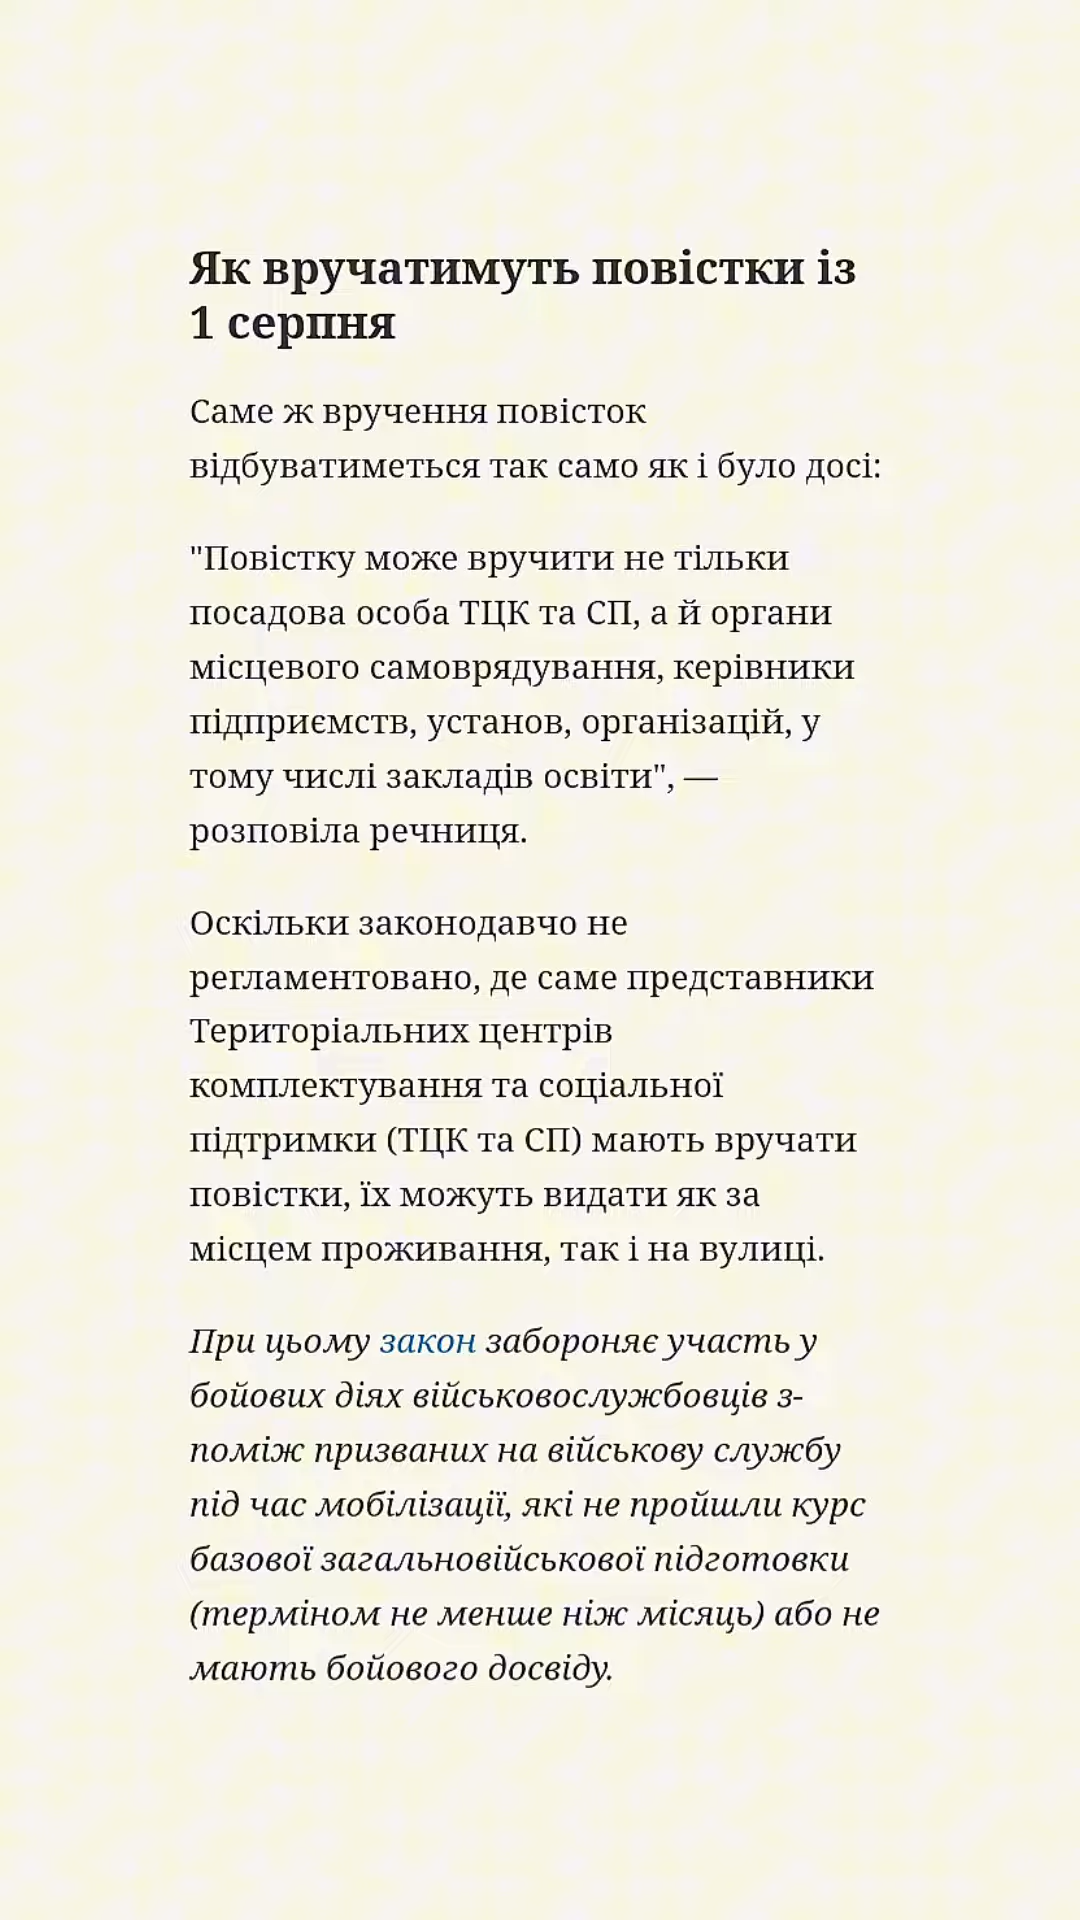 Як вручатимуть повістки із
1 серпня
Саме ж вручення повісток
відбуватиметься так само як і було досі:
"Повістку може вручити не тільки
посадова особа ТЦК та СП, а й органи
місцевого самоврядування, керівники
підприємств, установ, організацій, у
тому числі закладів освіти", —
розповіла речниця.
Оскільки законодавчо не
регламентовано, де саме представники
Територіальних центрів
комплектування та соціальної
підтримки (ТЦК та СП) мають вручати
повістки, їх можуть видати як за
місцем проживання, так і на вулиці.
При цьому закон забороняє участь у
бойових діях військовослужбовців з-
поміж призваних на військову службу
під час мобілізації, які не пройшли курс
базової загальновійськової підготовки
(терміном не менше ніж місяць) або не
мають бойового досвіду.